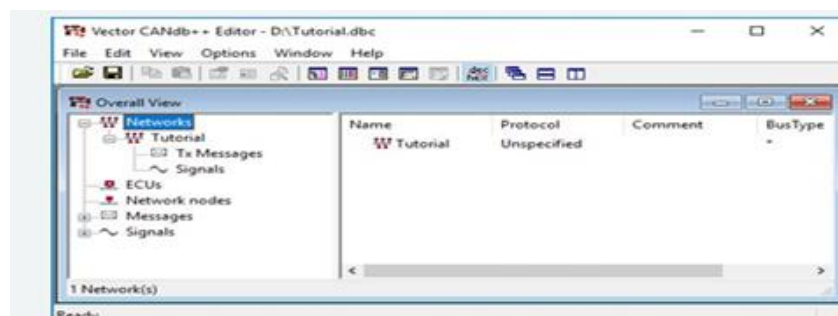 Vector CANdb++ Editor - D:\Tutorial.dbc
File Edit View Options Window Help
Overall View
Networks
Tutorial
Tx Messages
Signals
ECUs
Network nodes
Messages
Signals
Name Protocol Comment BusType
Tutorial Unspecified -
1 Network(s)
Ready